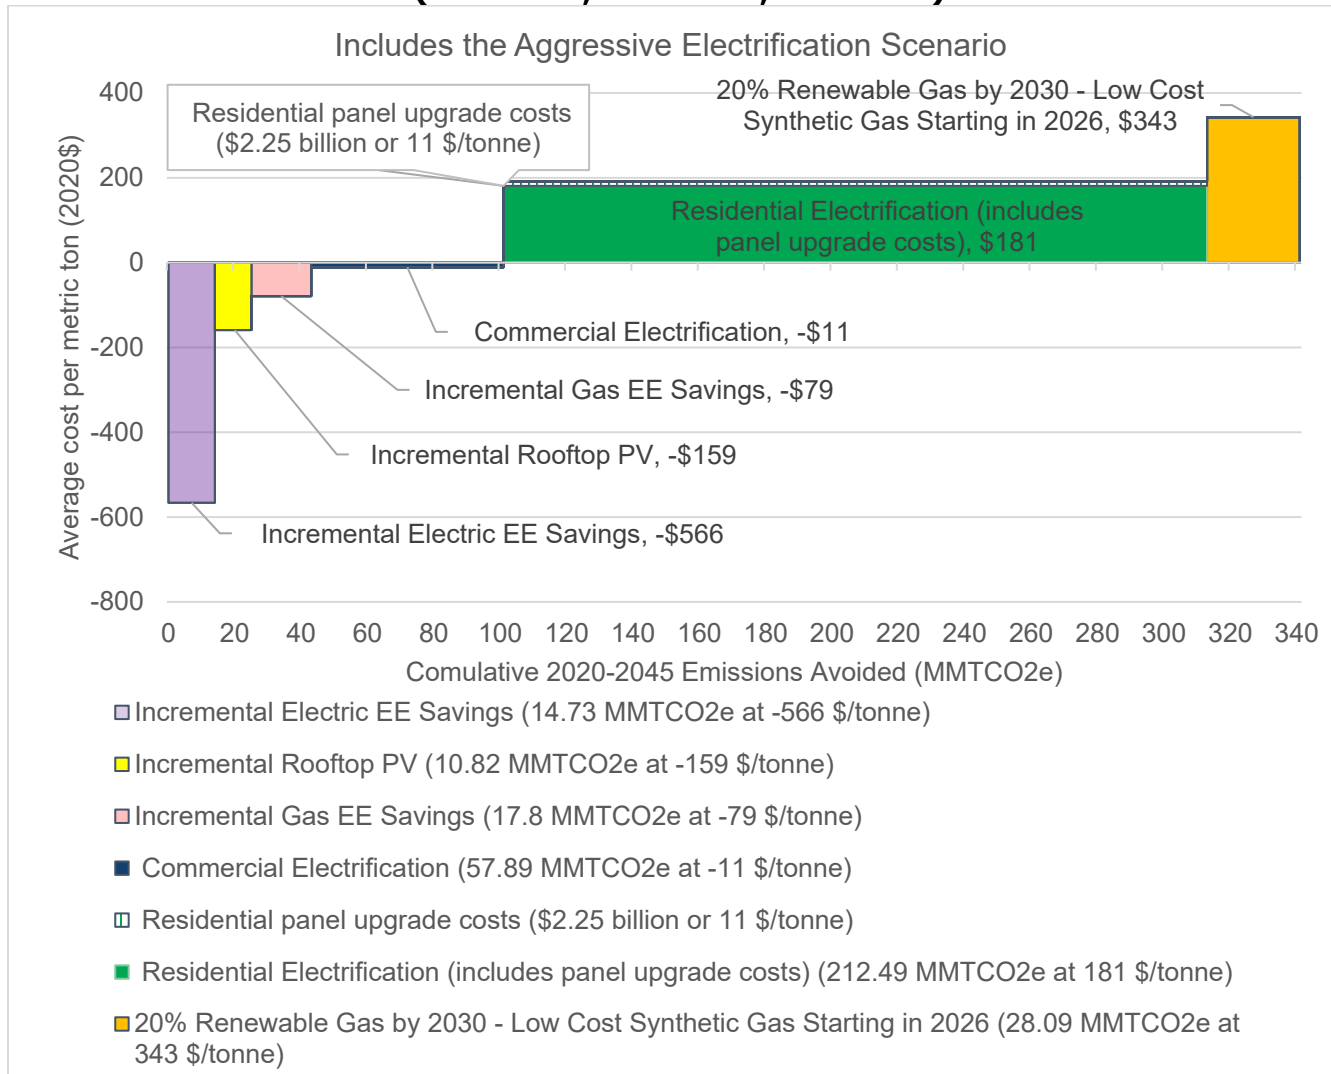 Includes the Aggressive Electrification Scenario
400
200
0
-200
-400
-600
-800
Average cost per metric ton (2020$)
Residential panel upgrade costs
($2.25 billion or 11 $/tonne)
20% Renewable Gas by 2030 - Low Cost
Synthetic Gas Starting in 2026, $343
Residential Electrification (includes
panel upgrade costs), $181
Commercial Electrification, -$11
Incremental Gas EE Savings, -$79
Incremental Rooftop PV, -$159
Incremental Electric EE Savings, -$566
0 20 40 60 80 100 120 140 160 180 200 220 240 260 280 300 320 340
Comulative 2020-2045 Emissions Avoided (MMTCO2e)
Incremental Electric EE Savings (14.73 MMTCO2e at -566 $/tonne)
Incremental Rooftop PV (10.82 MMTCO2e at -159 $/tonne)
Incremental Gas EE Savings (17.8 MMTCO2e at -79 $/tonne)
Commercial Electrification (57.89 MMTCO2e at -11 $/tonne)
Residential panel upgrade costs ($2.25 billion or 11 $/tonne)
Residential Electrification (includes panel upgrade costs) (212.49 MMTCO2e at 181 $/tonne)
20% Renewable Gas by 2030 - Low Cost Synthetic Gas Starting in 2026 (28.09 MMTCO2e at
343 $/tonne)